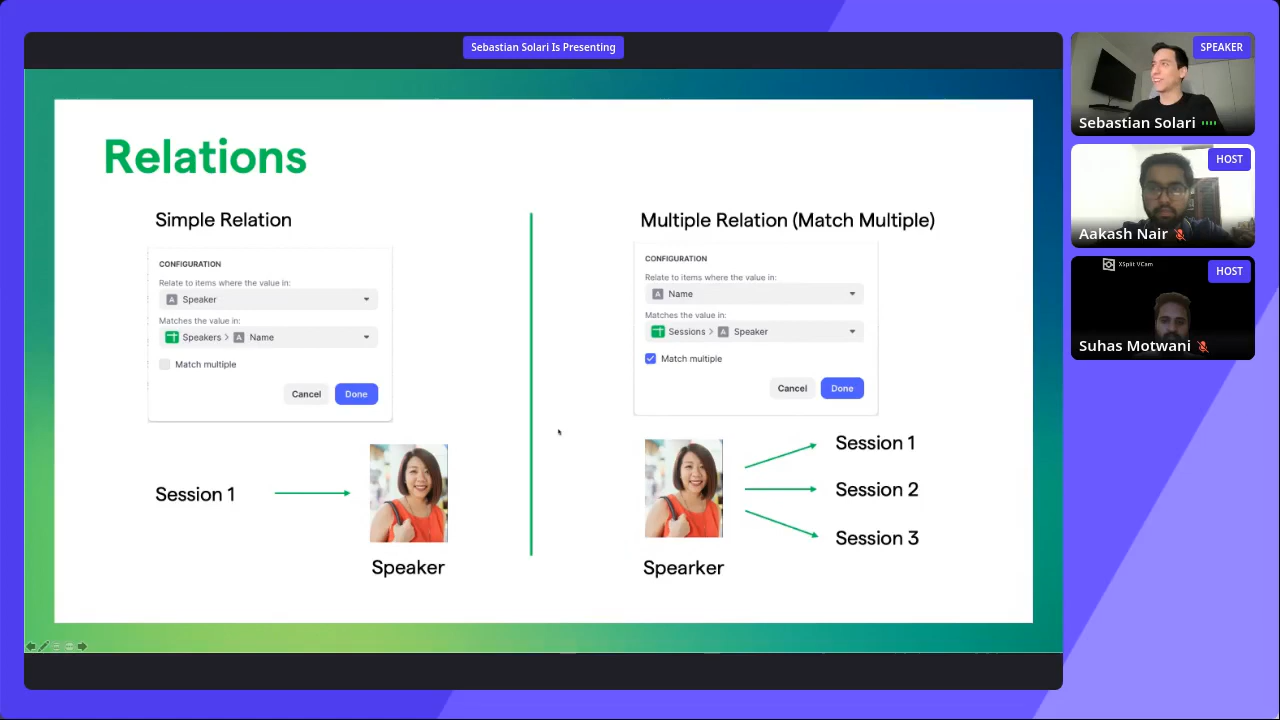 Sebastian Solari Is Presenting
Relations
Simple Relation
CONFIGURATION
Relate to items where the value in:
A Speaker
Matches the value in:
Speakers > A Name
Match multiple
Cancel Done
Session 1
Speaker
Multiple Relation (Match Multiple)
CONFIGURATION
Relate to items where the value in:
A Name
Matches the value in:
Sessions > A Speaker
Match multiple
Cancel Done
Session 1
Session 2
Session 3
Spearker
SPEAKER
Sebastian Solari
HOST
Aakash Nair
XSplit VCam
HOST
Suhas Motwani